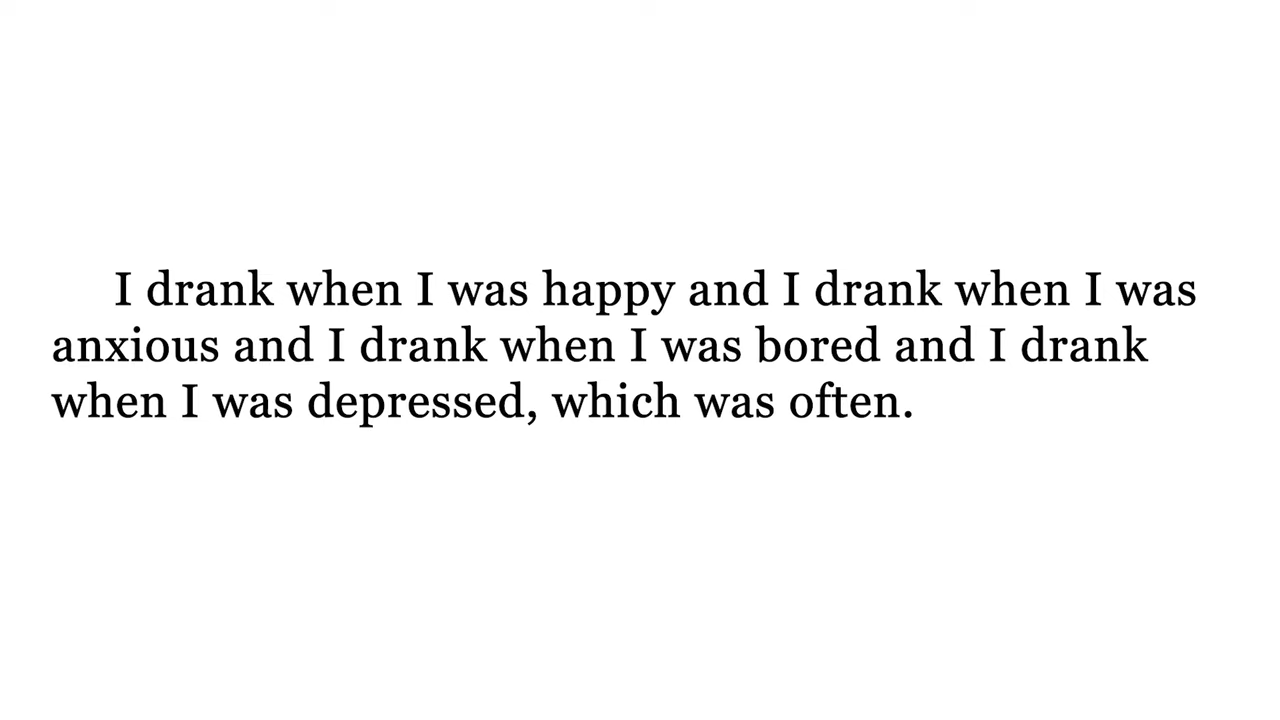 I drank when I was happy and I drank when I was
anxious and I drank when I was bored and I drank
when I was depressed, which was often.